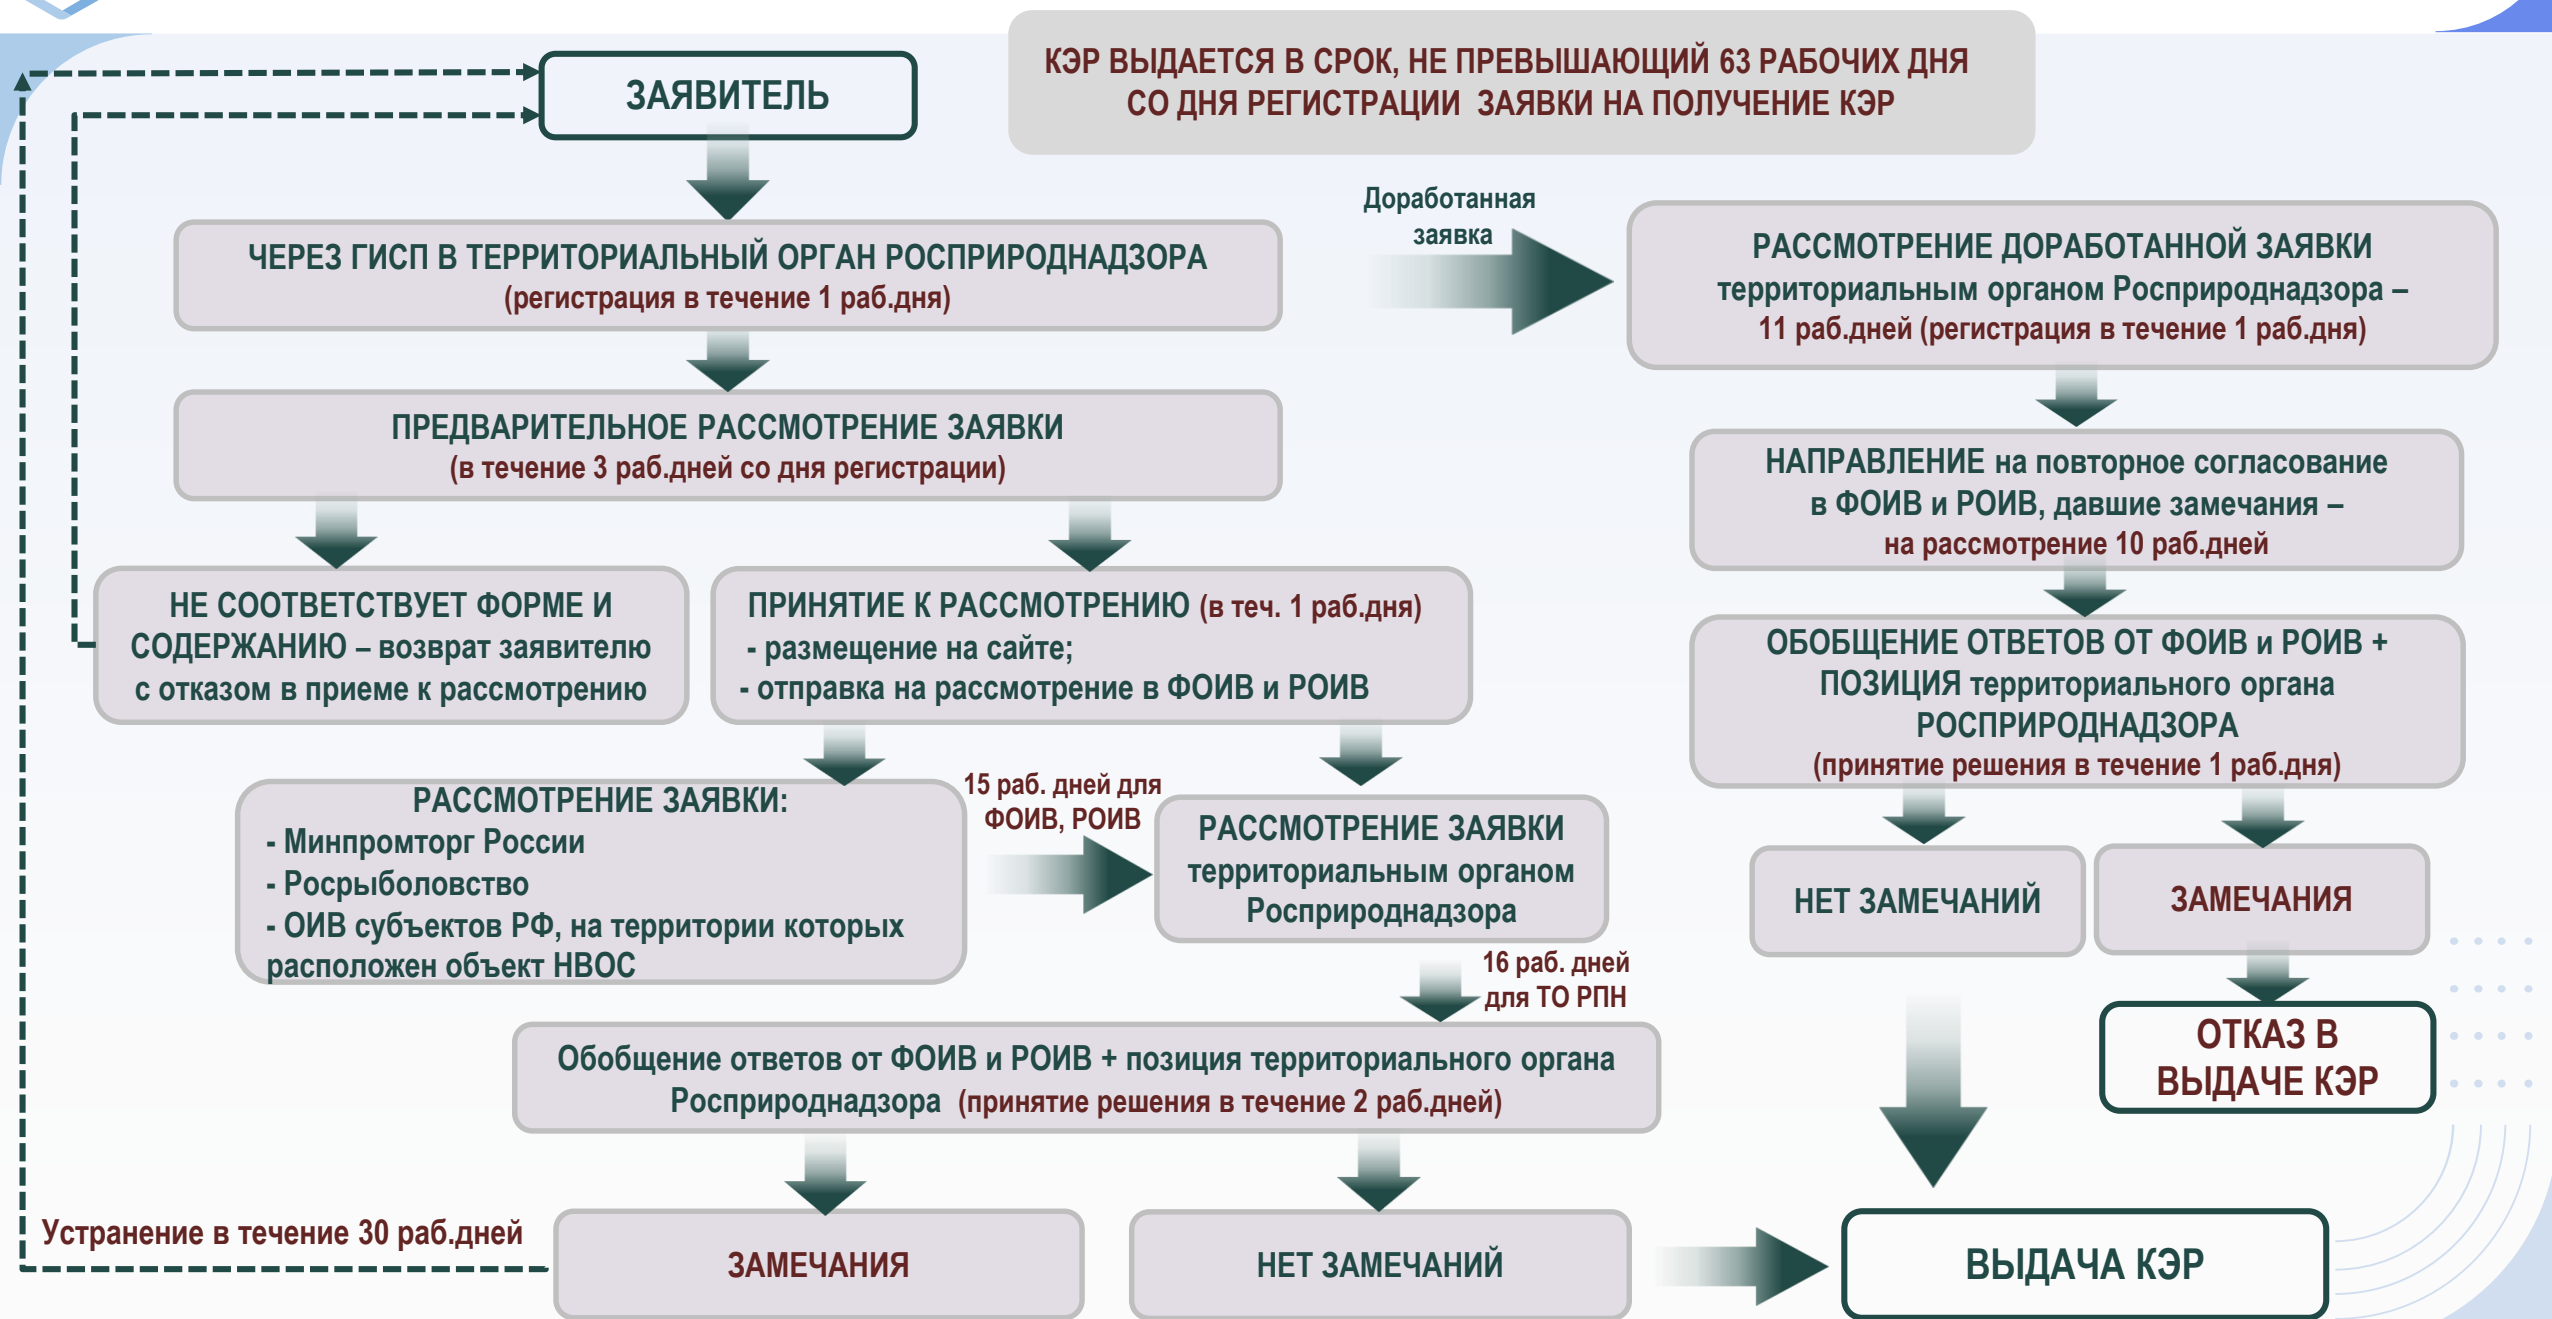 ЗАЯВИТЕЛЬ
КЭР ВЫДАЕТСЯ В СРОК, НЕ ПРЕВЫШАЮЩИЙ 63 РАБОЧИХ ДНЯ
СО ДНЯ РЕГИСТРАЦИИ ЗАЯВКИ НА ПОЛУЧЕНИЕ КЭР
ЧЕРЕЗ ГИСП В ТЕРРИТОРИАЛЬНЫЙ ОРГАН РОСПРИРОДНАДЗОРА
(регистрация в течение 1 раб.дня)
ПРЕДВАРИТЕЛЬНОЕ РАССМОТРЕНИЕ ЗАЯВКИ
(в течение 3 раб.дней со дня регистрации)
НЕ СООТВЕТСТВУЕТ ФОРМЕ И
СОДЕРЖАНИЮ – возврат заявителю
с отказом в приеме к рассмотрению
ПРИНЯТИЕ К РАССМОТРЕНИЮ (в теч. 1 раб.дня)
- размещение на сайте;
- отправка на рассмотрение в ФОИВ и РОИВ
РАССМОТРЕНИЕ ЗАЯВКИ:
- Минпромторг России
- Росрыболовство
- ОИВ субъектов РФ, на территории которых
расположен объект НВОС
15 раб. дней для
ФОИВ, РОИВ
РАССМОТРЕНИЕ ЗАЯВКИ
территориальным органом
Росприроднадзора
16 раб. дней
для ТО РПН
Обобщение ответов от ФОИВ и РОИВ + позиция территориального органа
Росприроднадзора (принятие решения в течение 2 раб.дней)
Устранение в течение 30 раб.дней
ЗАМЕЧАНИЯ
НЕТ ЗАМЕЧАНИЙ
Доработанная
заявка
РАССМОТРЕНИЕ ДОРАБОТАННОЙ ЗАЯВКИ
территориальным органом Росприроднадзора –
11 раб.дней (регистрация в течение 1 раб.дня)
НАПРАВЛЕНИЕ на повторное согласование
в ФОИВ и РОИВ, давшие замечания –
на рассмотрение 10 раб.дней
ОБОБЩЕНИЕ ОТВЕТОВ ОТ ФОИВ и РОИВ +
ПОЗИЦИЯ территориального органа
РОСПРИРОДНАДЗОРА
(принятие решения в течение 1 раб.дня)
НЕТ ЗАМЕЧАНИЙ
ЗАМЕЧАНИЯ
ОТКАЗ В
ВЫДАЧЕ КЭР
ВЫДАЧА КЭР